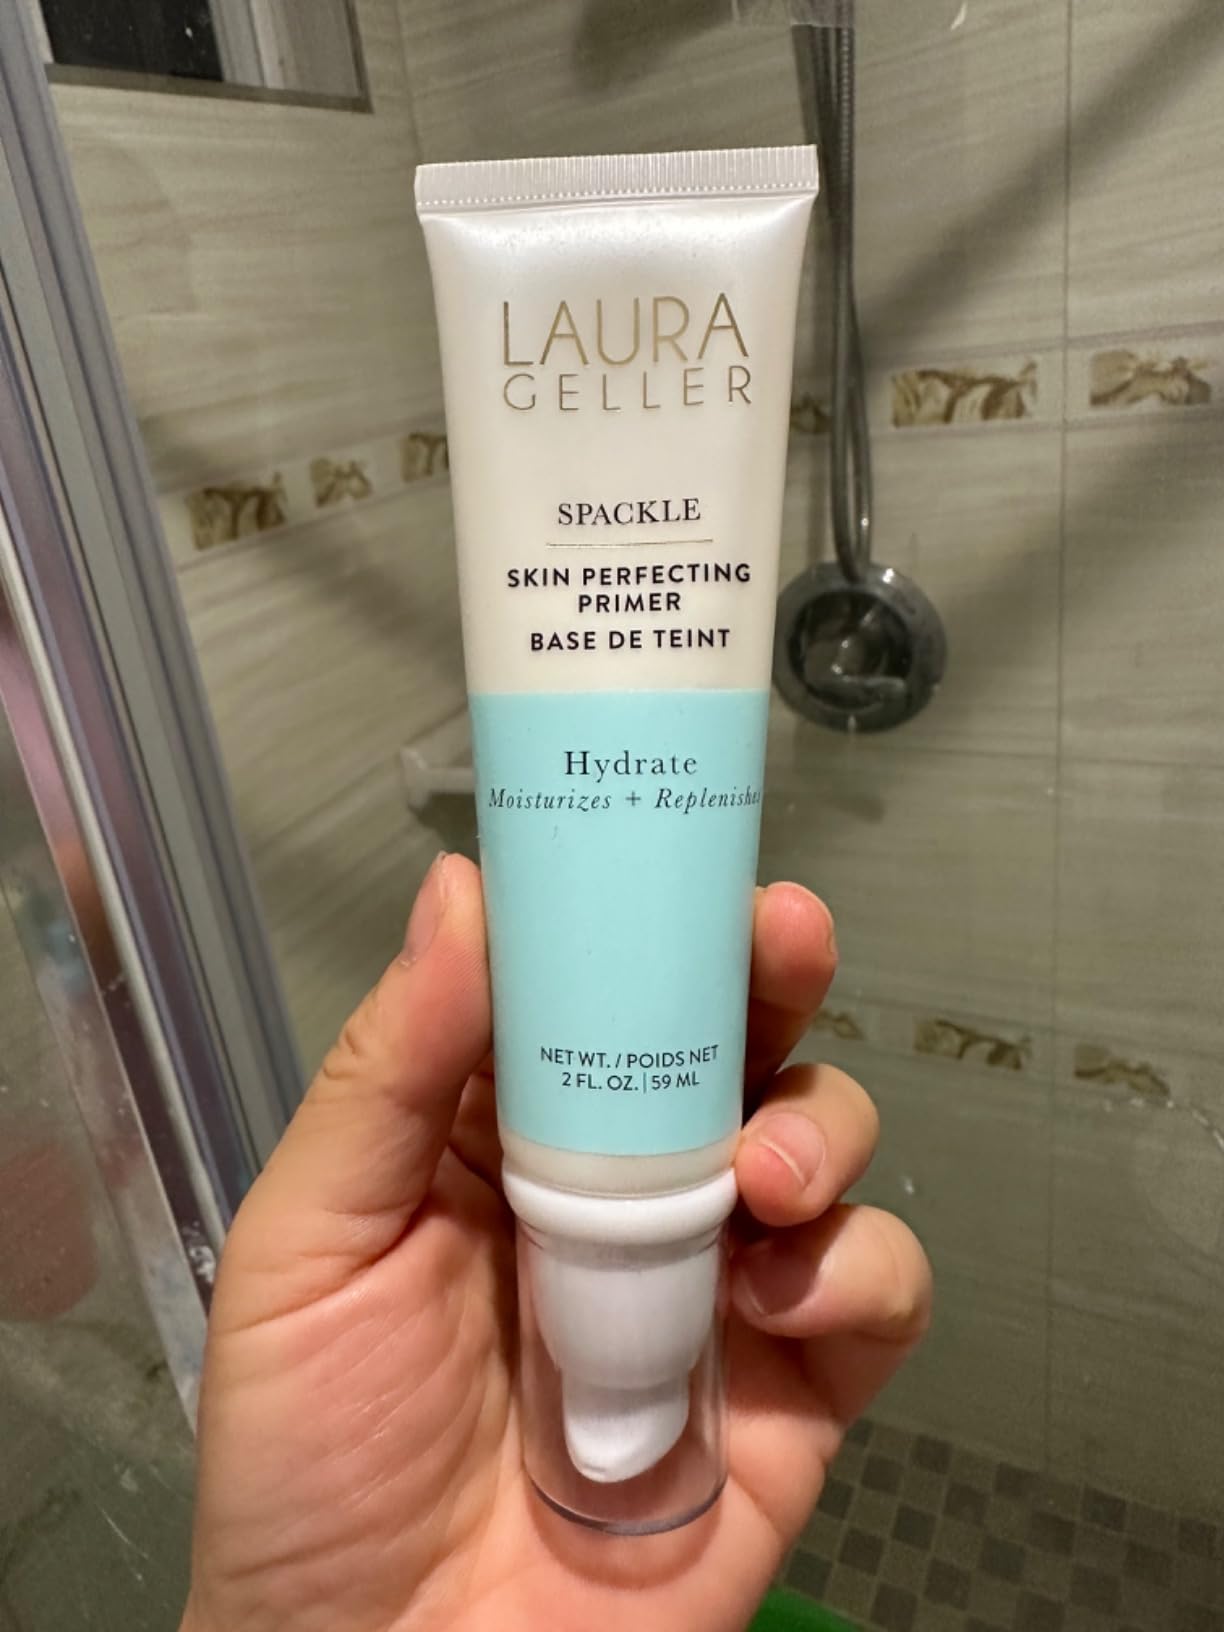 LAURA
GELLER
SPACKLE
SKIN PERFECTING
PRIMER
BASE DE TEINT
Hydrate
Moisturizes + Replenishes
NET WT. / POIDS NET
2 FL. OZ. | 59 ML